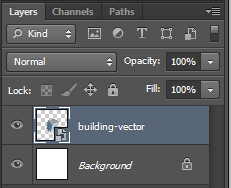 Layers Channels Paths
Kind T
Normal Opacity: 100%
Lock: Fill: 100%
building-vector
Background